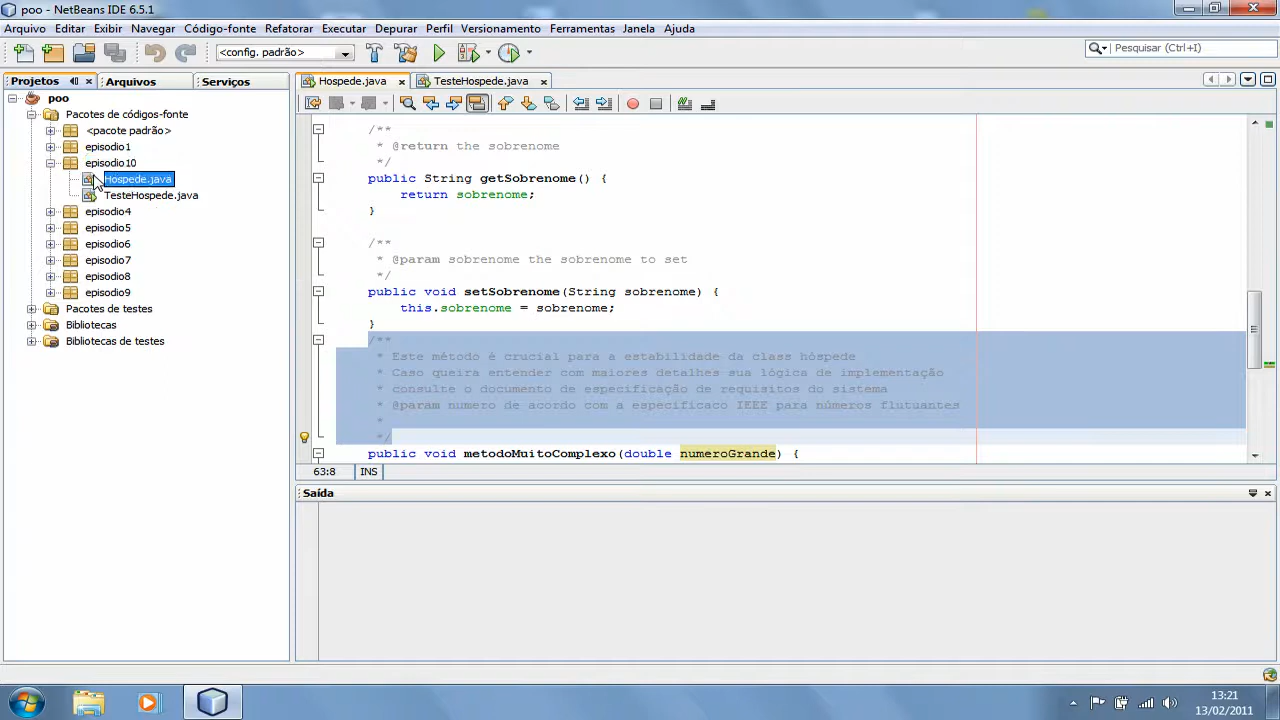 poo - NetBeans IDE 6.5.1
Arquivo Editar Exibir Navegar Código-fonte Refatorar Executar Depurar Perfil Versionamento Ferramentas Janela Ajuda
<config. padrão>
Pesquisar (Ctrl+I)
Projetos
Arquivos
Serviços
Hospede.java
TesteHospede.java
poo
Pacotes de códigos-fonte
<pacote padrão>
episodio1
episodio10
Hospede.java
TesteHospede.java
episodio4
episodio5
episodio6
episodio7
episodio8
episodio9
Pacotes de testes
Bibliotecas
Bibliotecas de testes
/**
* @return the sobrenome
*/
public String getSobrenome() {
return sobrenome;
}
/**
* @param sobrenome the sobrenome to set
*/
public void setSobrenome(String sobrenome) {
this.sobrenome = sobrenome;
}
/**
* Este método é crucial para a estabilidade da class hóspede
* Caso queira entender com maiores detalhes sua lógica de implementação
* consulte o documento de especificação de requisitos do sistema
* @param numero de acordo com a especificaco IEEE para números flutuantes
*
*/
public void metodoMuitoComplexo(double numeroGrande) {
63:8
INS
Saída
13:21
13/02/2011